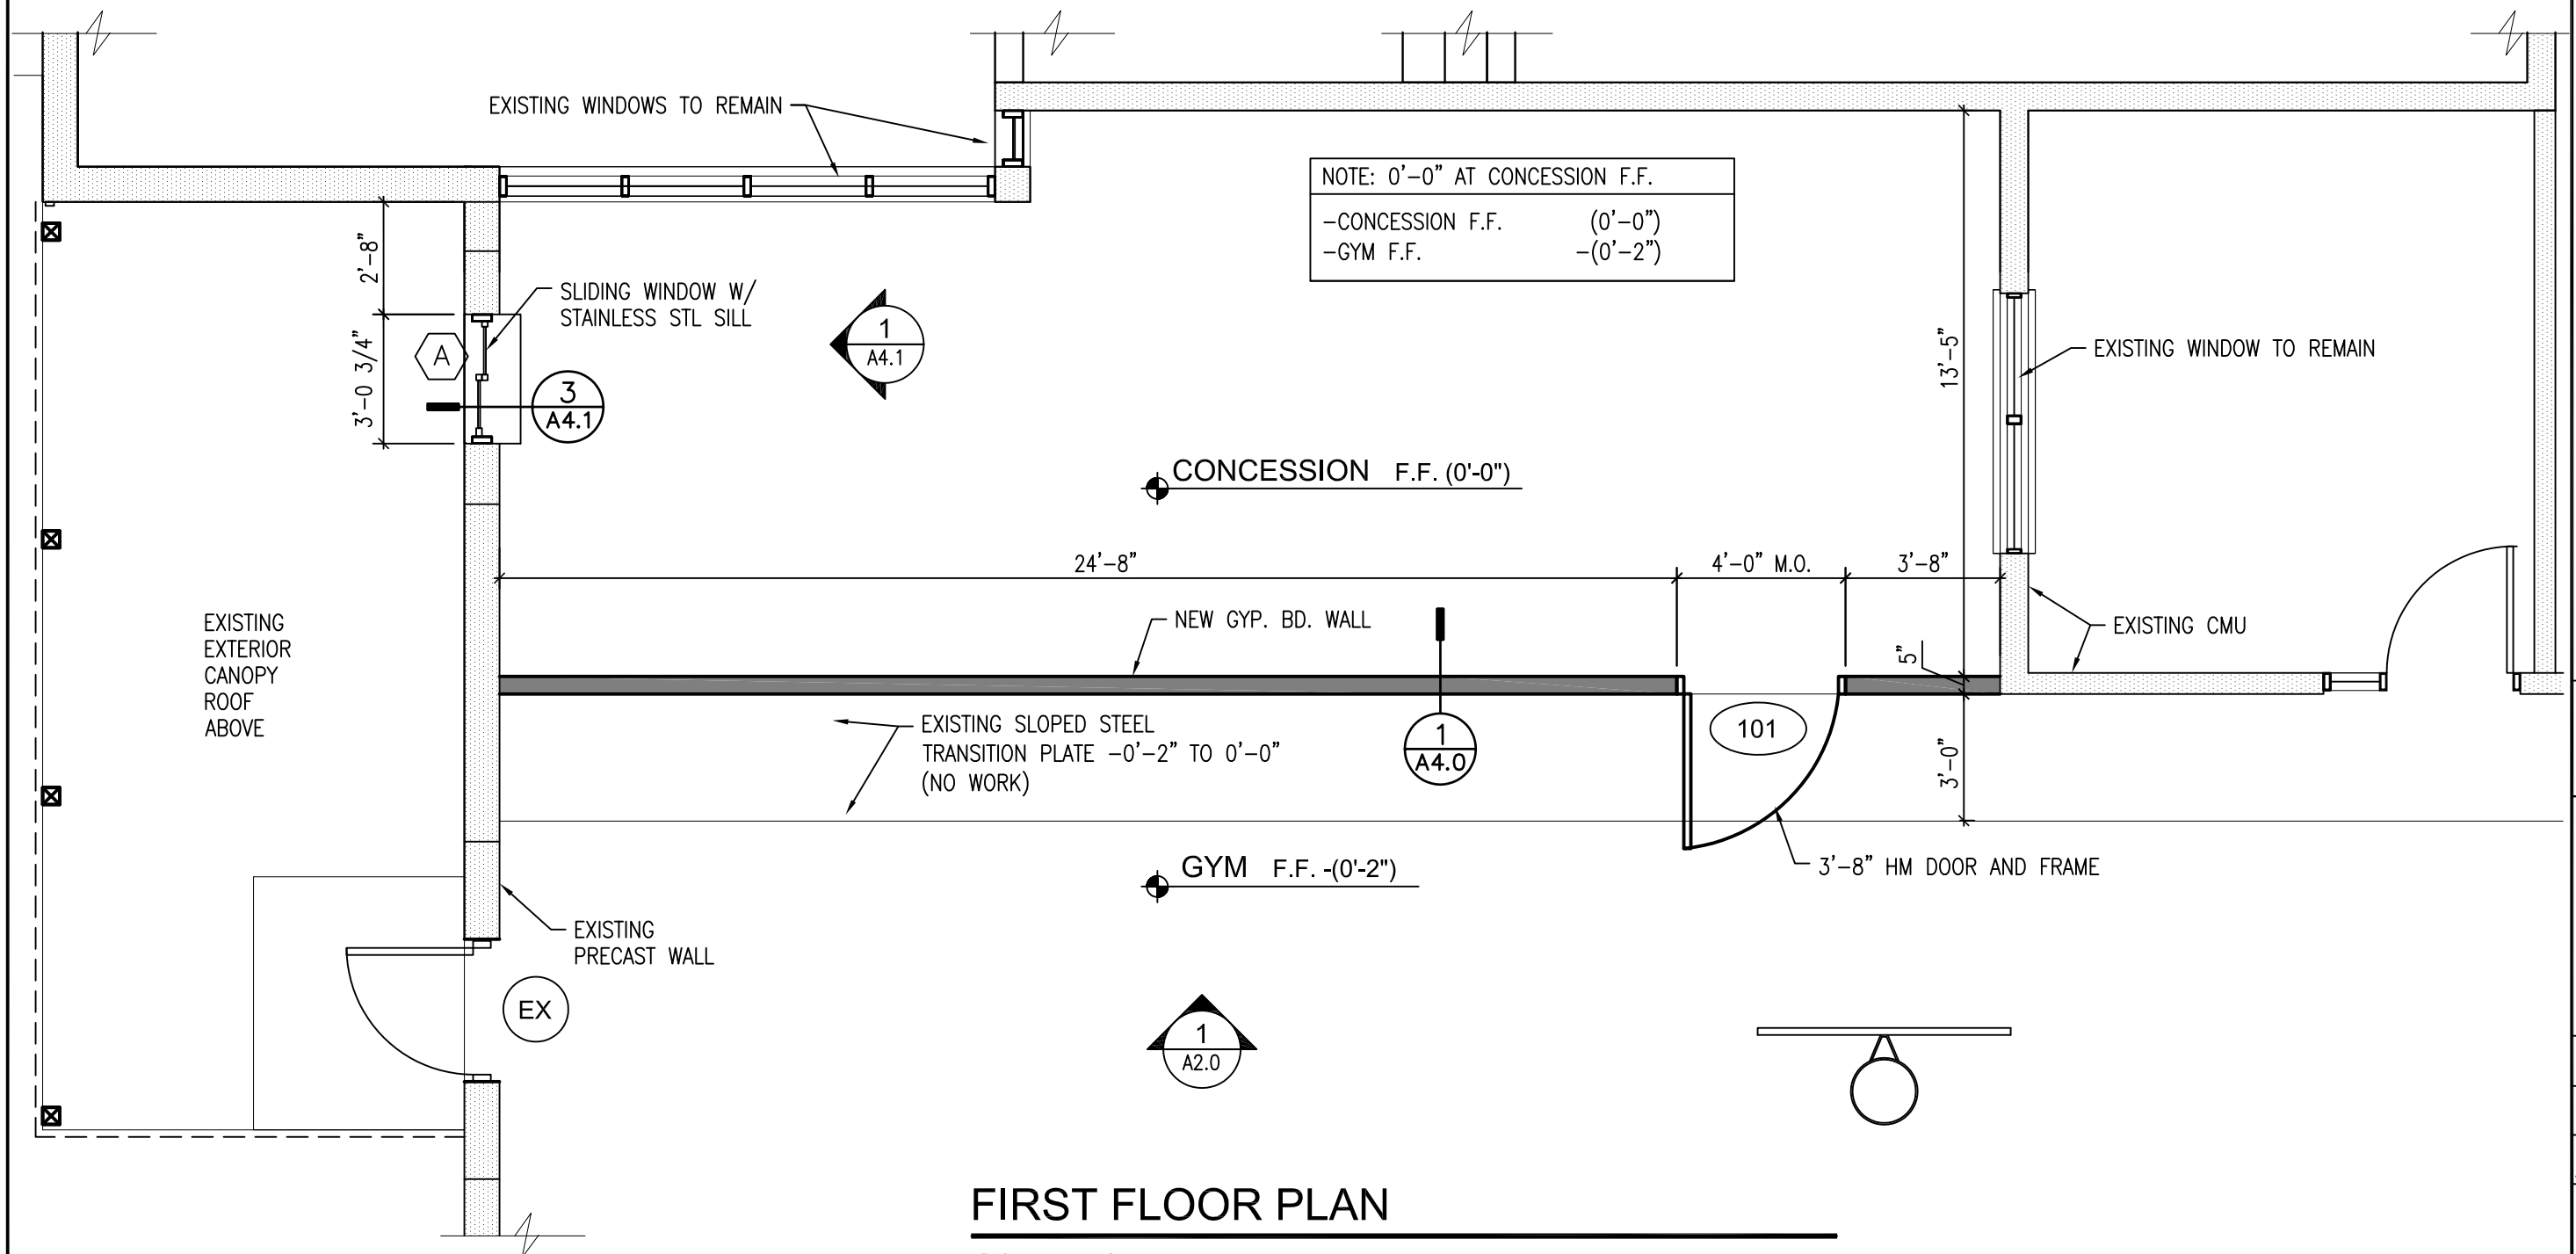 EXISTING WINDOWS TO REMAIN
NOTE: 0'-0" AT CONCESSION F.F.
-CONCESSION F.F. (0'-0")
-GYM F.F. -(0'-2")
2'-8"
SLIDING WINDOW W/
STAINLESS STL SILL
3'-0 3/4"
A
1
A4.1
3
A4.1
13'-5"
EXISTING WINDOW TO REMAIN
CONCESSION F.F. (0'-0")
24'-8"
4'-0" M.O.
3'-8"
EXISTING
EXTERIOR
CANOPY
ROOF
ABOVE
NEW GYP. BD. WALL
5"
EXISTING CMU
EXISTING SLOPED STEEL
TRANSITION PLATE -0'-2" TO 0'-0"
(NO WORK)
1
A4.0
101
3'-0"
GYM F.F. -(0'-2")
3'-8" HM DOOR AND FRAME
EXISTING
PRECAST WALL
EX
1
A2.0
FIRST FLOOR PLAN